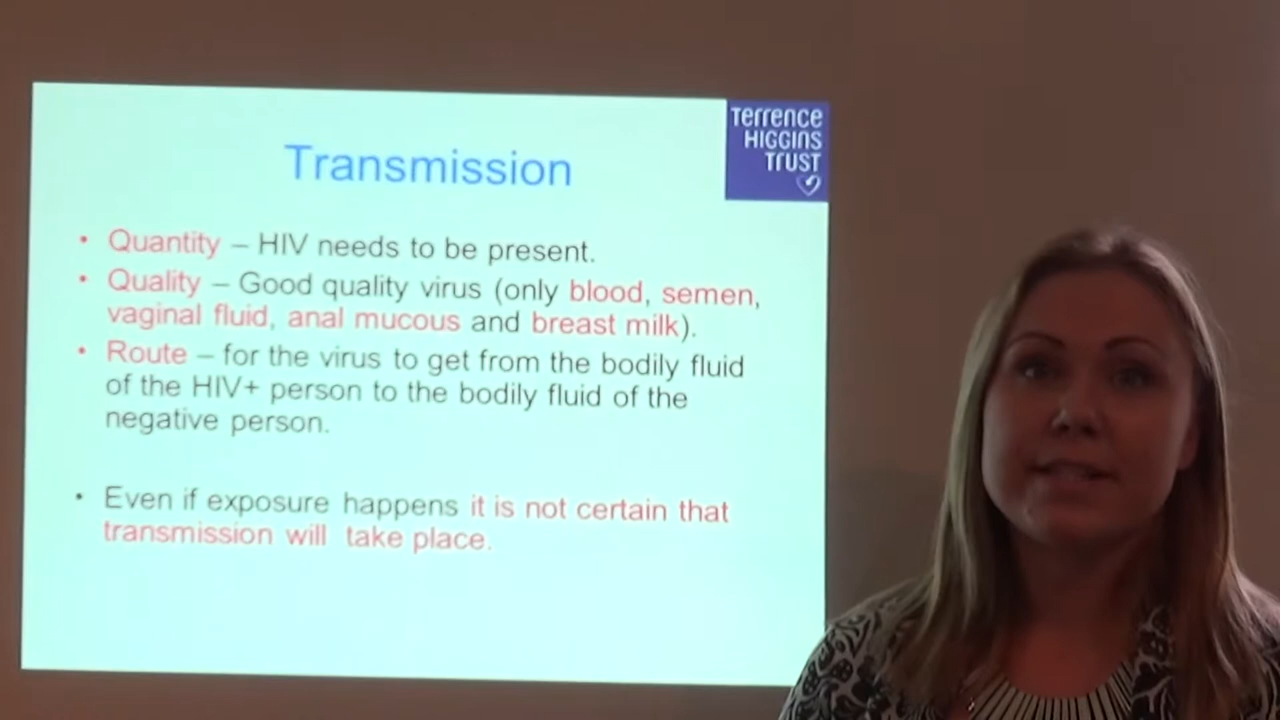 Terrence
HIGGINS
TrusT
Transmission
• Quantity – HIV needs to be present.
• Quality – Good quality virus (only blood, semen,
vaginal fluid, anal mucous and breast milk).
• Route – for the virus to get from the bodily fluid
of the HIV+ person to the bodily fluid of the
negative person.
• Even if exposure happens it is not certain that
transmission will take place.